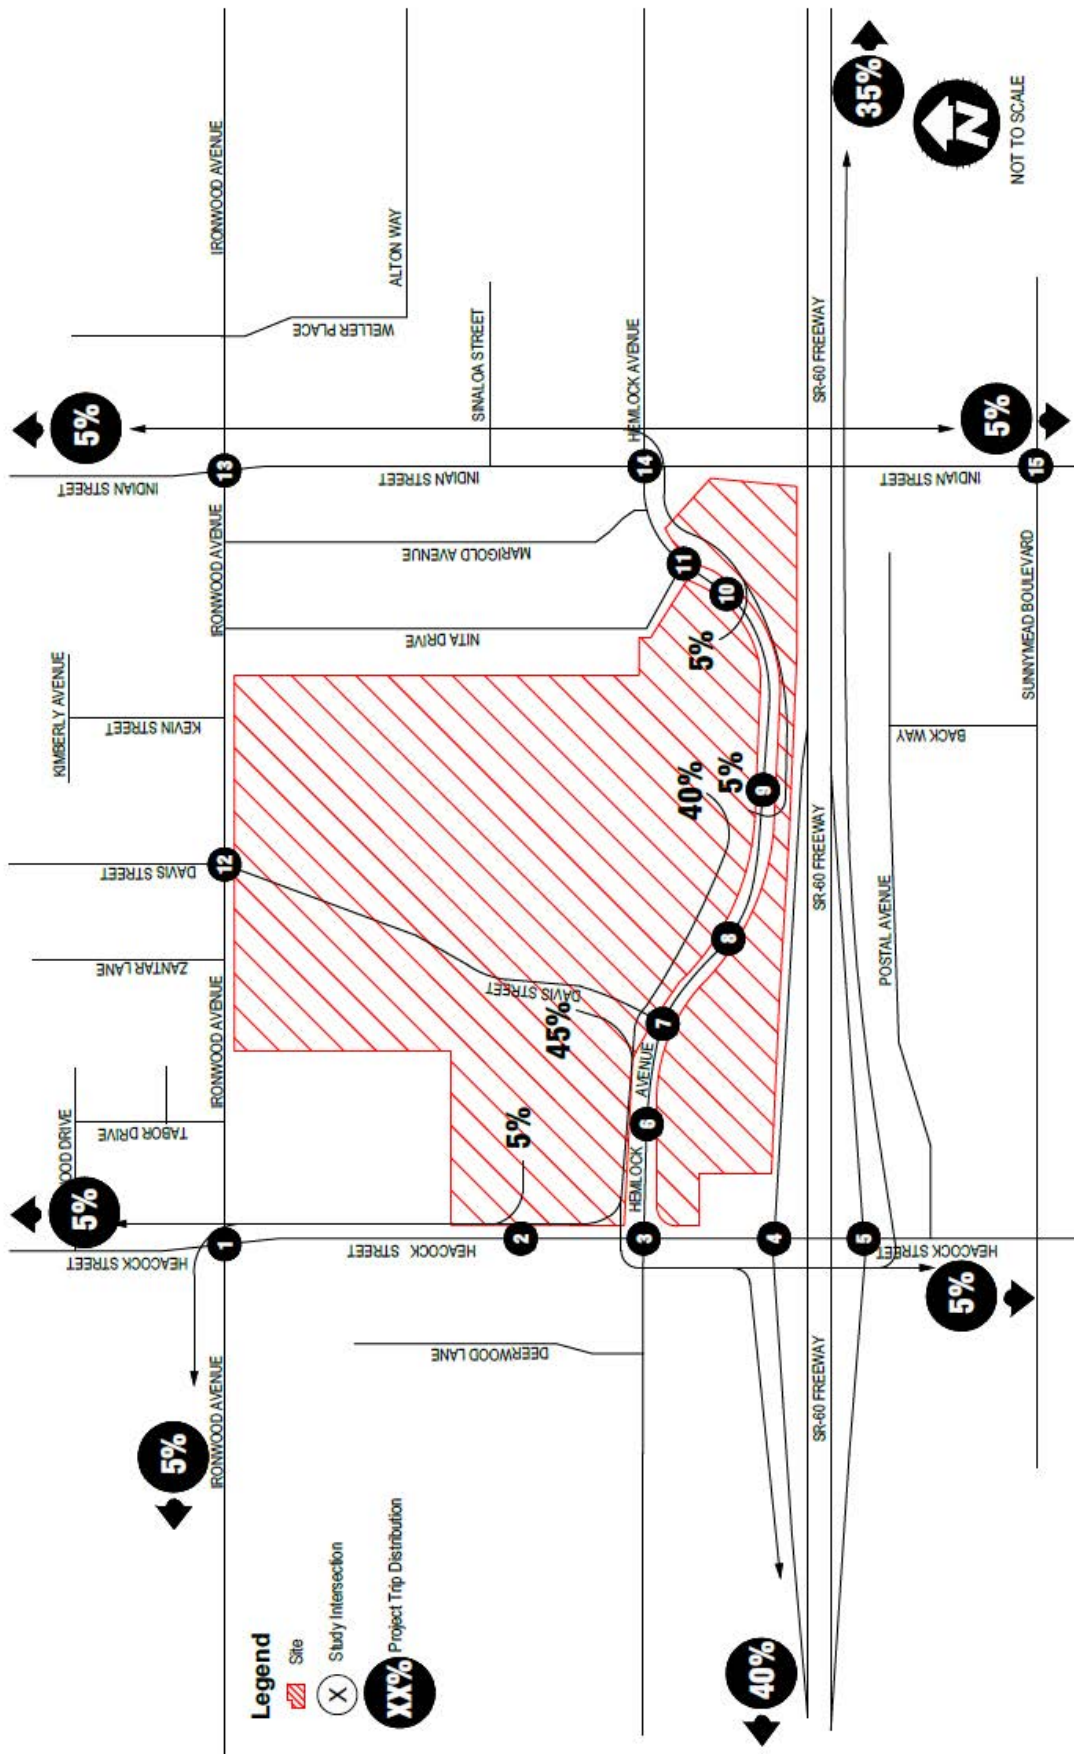 5%
5%
5%
5%
KIMBERLY AVENUE
WOOD DRIVE
HEACOCK STREET
TABOR DRIVE
ZANTAR LANE
DAVIS STREET
KEVIN STREET
INDIAN STREET
WELLER PLACE
IRONWOOD AVENUE
1
IRONWOOD AVENUE
12
IRONWOOD AVENUE
13
IRONWOOD AVENUE
ALTON WAY
HEACOCK STREET
NITA DRIVE
MARIGOLD AVENUE
INDIAN STREET
SINALOA STREET
DEERWOOD LANE
2
5%
45%
DAVIS STREET
HEMLOCK
AVENUE
3
6
7
11
14
HEMLOCK AVENUE
40%
5%
5%
8
9
10
4
5
SR-60 FREEWAY
SR-60 FREEWAY
SR-60 FREEWAY
40%
35%
HEACOCK STREET
5%
POSTAL AVENUE
BACK WAY
INDIAN STREET
5%
SUNNYMEAD BOULEVARD
15
N
NOT TO SCALE
Legend
Site
X Study Intersection
XX% Project Trip Distribution